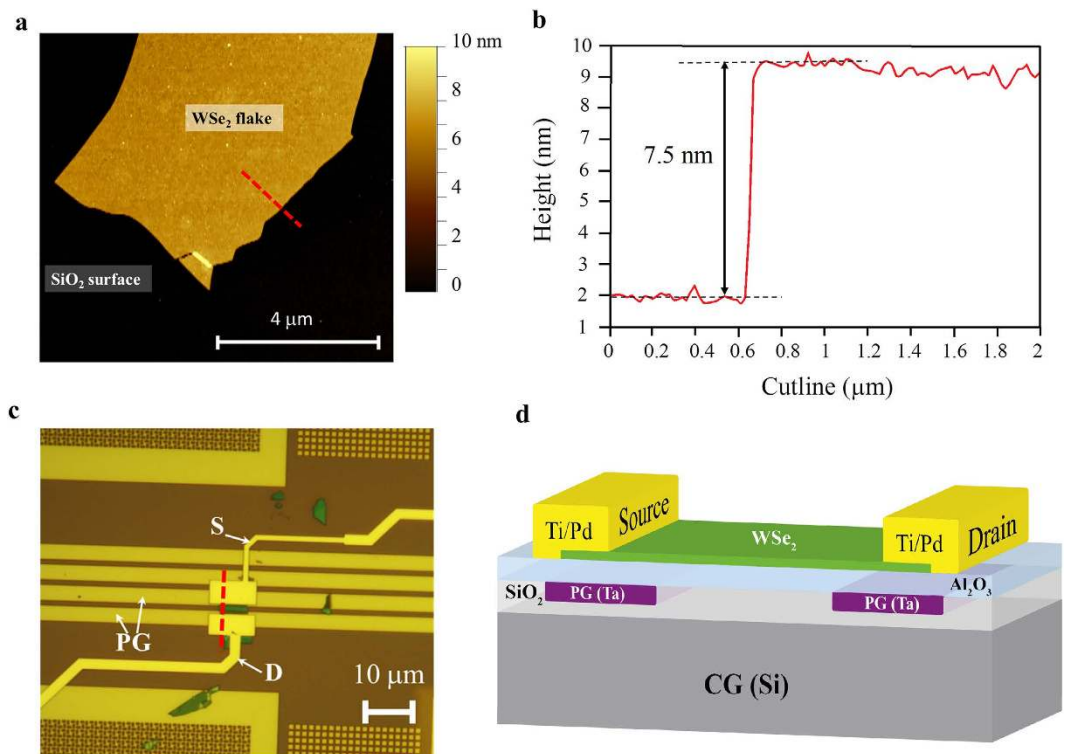 a
10 nm
8
6
4
2
0
WSe₂ flake
SiO₂ surface
4 μm
b
Height (nm)
10
9
8
7
6
5
4
3
2
1
7.5 nm
0
0.2
0.4
0.6
0.8
1
1.2
1.4
1.6
1.8
2
Cutline (μm)
c
S
PG
D
10 μm
d
Ti/Pd
Source
WSe₂
Ti/Pd
Drain
SiO₂
PG (Ta)
PG (Ta)
Al₂O₃
CG (Si)